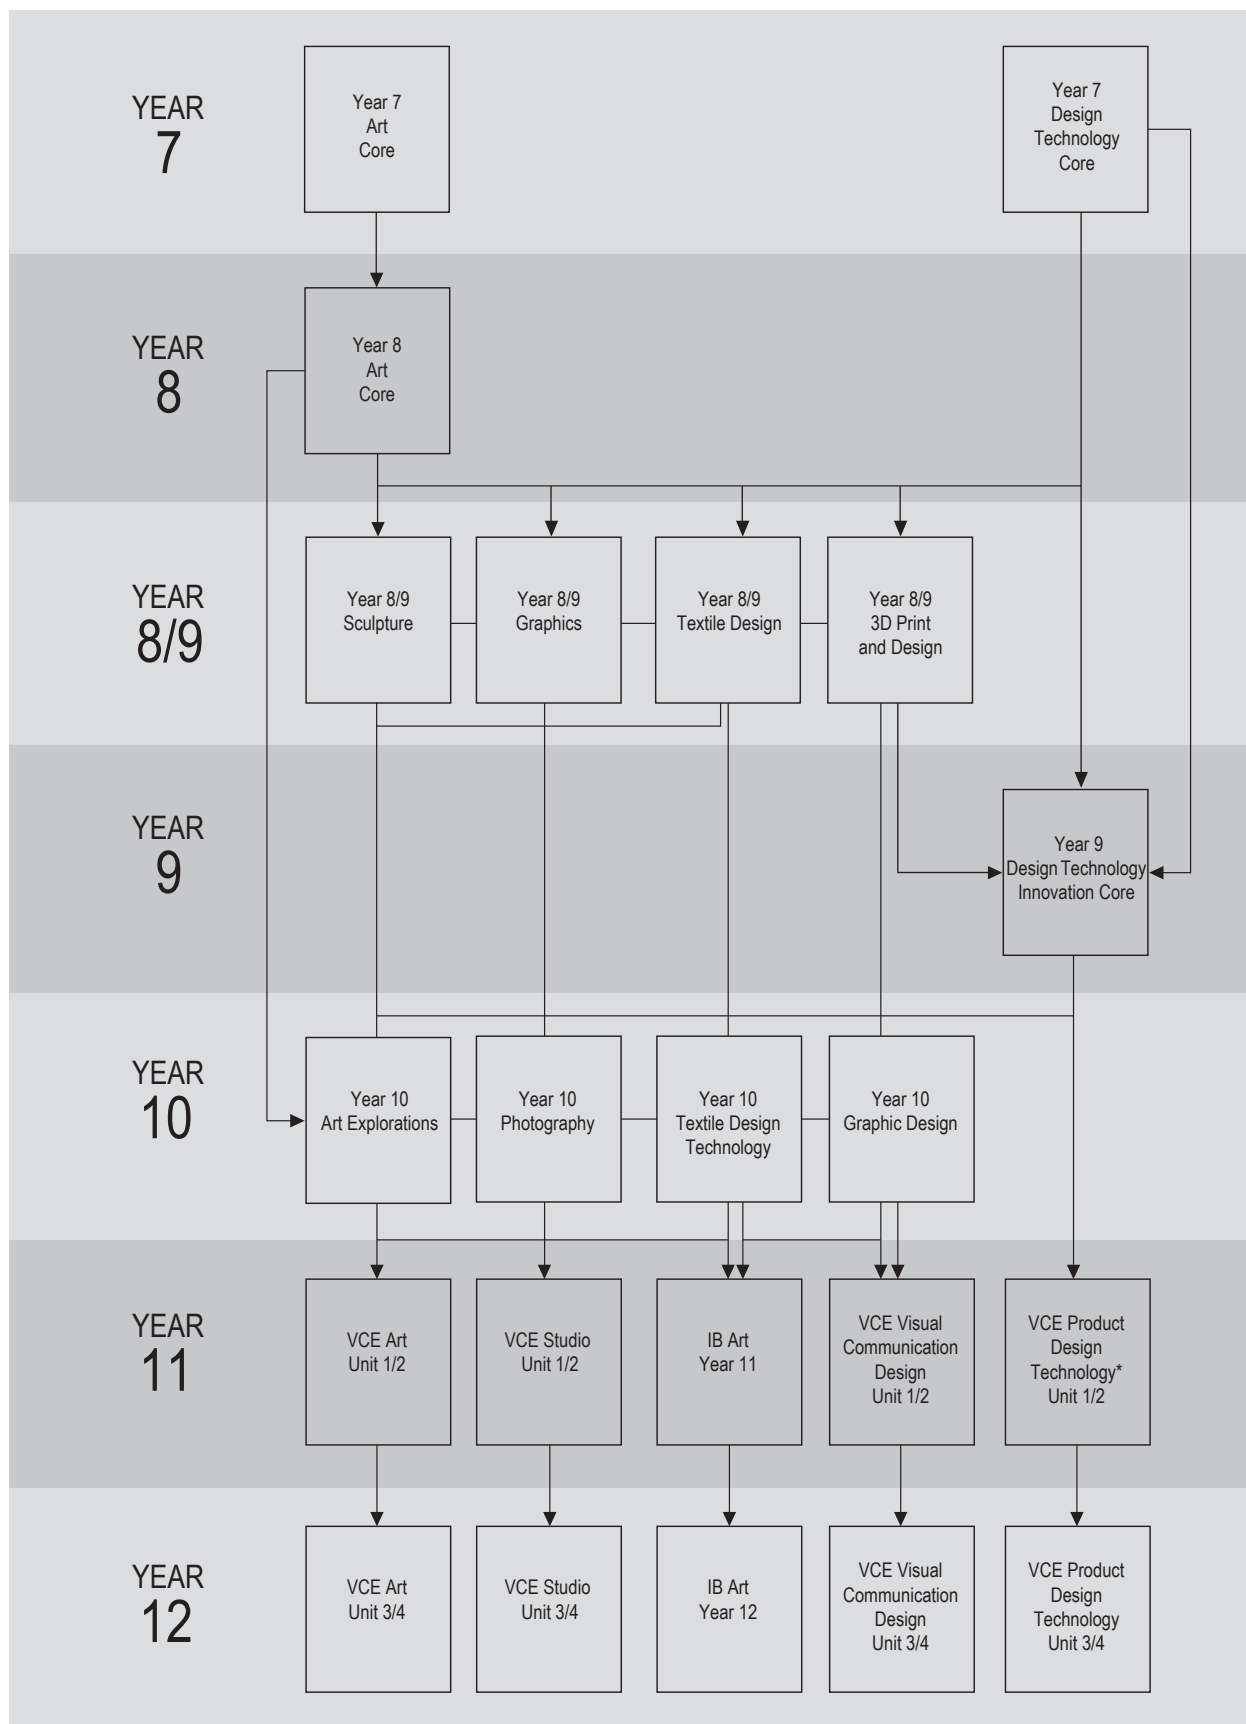 YEAR
7
Year 7
Art
Core
Year 7
Design
Technology
Core
YEAR
8
Year 8
Art
Core
YEAR
8/9
Year 8/9
Sculpture
Year 8/9
Graphics
Year 8/9
Textile Design
Year 8/9
3D Print
and Design
YEAR
9
Year 9
Design Technology
Innovation Core
YEAR
10
Year 10
Art Explorations
Year 10
Photography
Year 10
Textile Design
Technology
Year 10
Graphic Design
YEAR
11
VCE Art
Unit 1/2
VCE Studio
Unit 1/2
IB Art
Year 11
VCE Visual
Communication
Design
Unit 1/2
VCE Product
Design
Technology*
Unit 1/2
YEAR
12
VCE Art
Unit 3/4
VCE Studio
Unit 3/4
IB Art
Year 12
VCE Visual
Communication
Design
Unit 3/4
VCE Product
Design
Technology
Unit 3/4